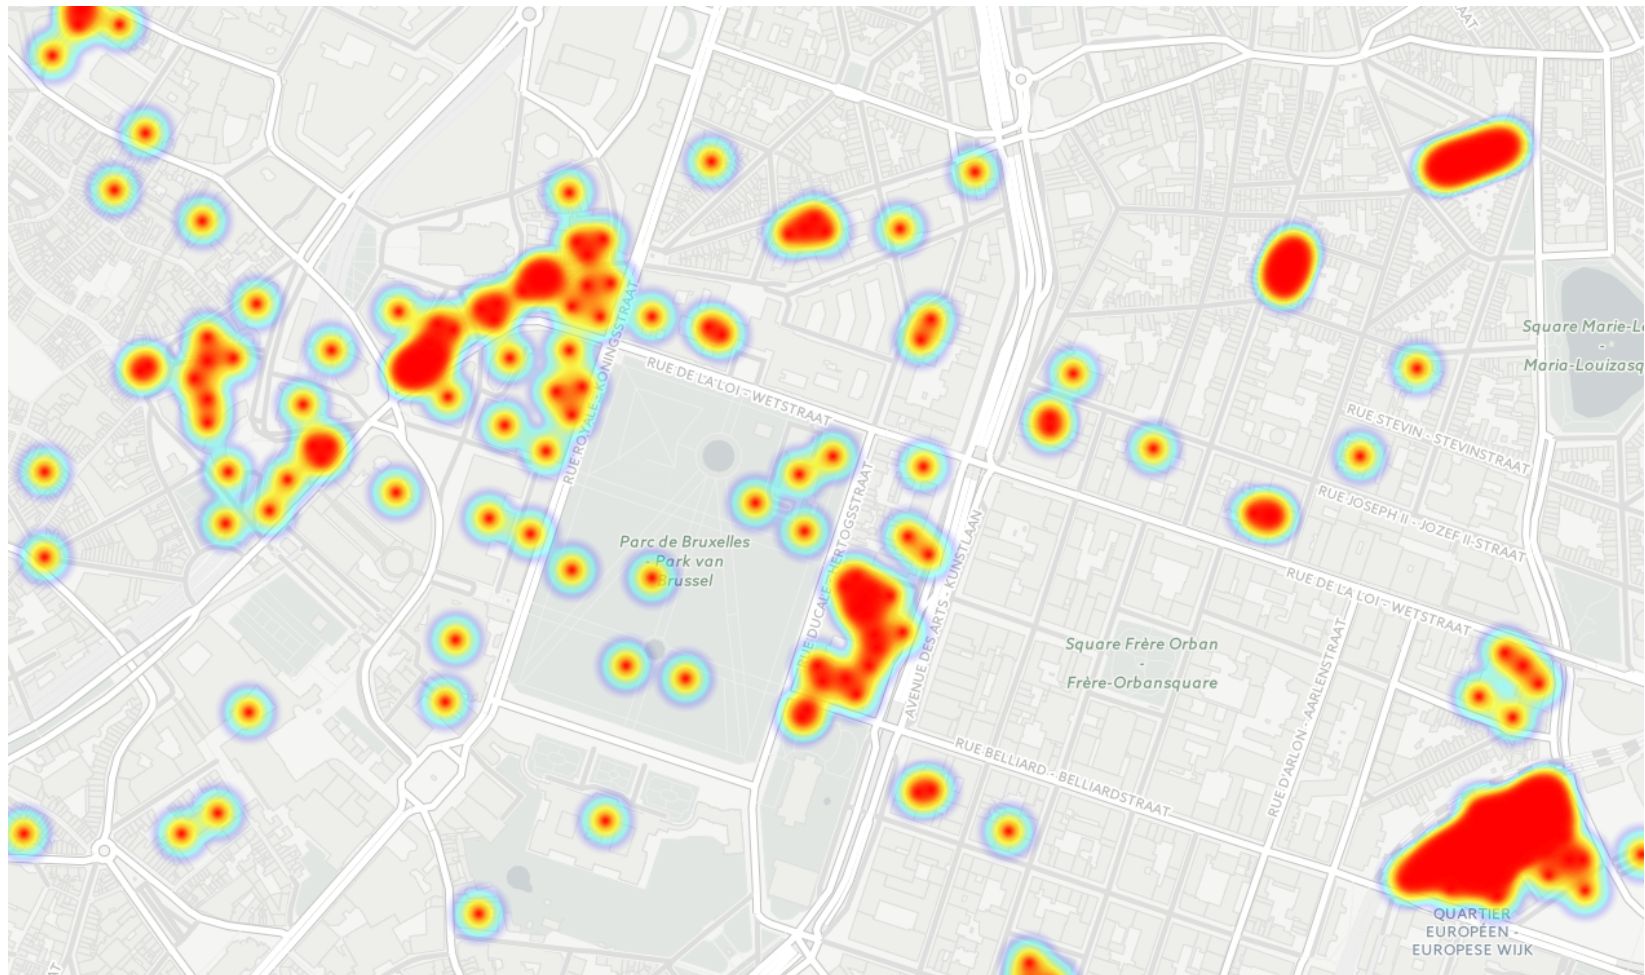 RUE ROYALE - KONINGSSTRAAT
RUE DE LA LOI - WETSTRAAT
Square Marie-L
-
Maria-Louizasq
RUE STEVIN - STEVINSTRAAT
RUE JOSEPH II - JOZEF II-STRAAT
Parc de Bruxelles
- Park van
Brussel
RUE DUCALE - HERTOGSSTRAAT
AVENUE DES ARTS - KUNSTLAAN
RUE DE LA LOI - WETSTRAAT
Square Frère Orban
-
Frère-Orbansquare
RUE D'ARLON - AARLENSTRAAT
RUE BELLIARD - BELLIARDSTRAAT
QUARTIER
EUROPÉEN -
EUROPESE WIJK